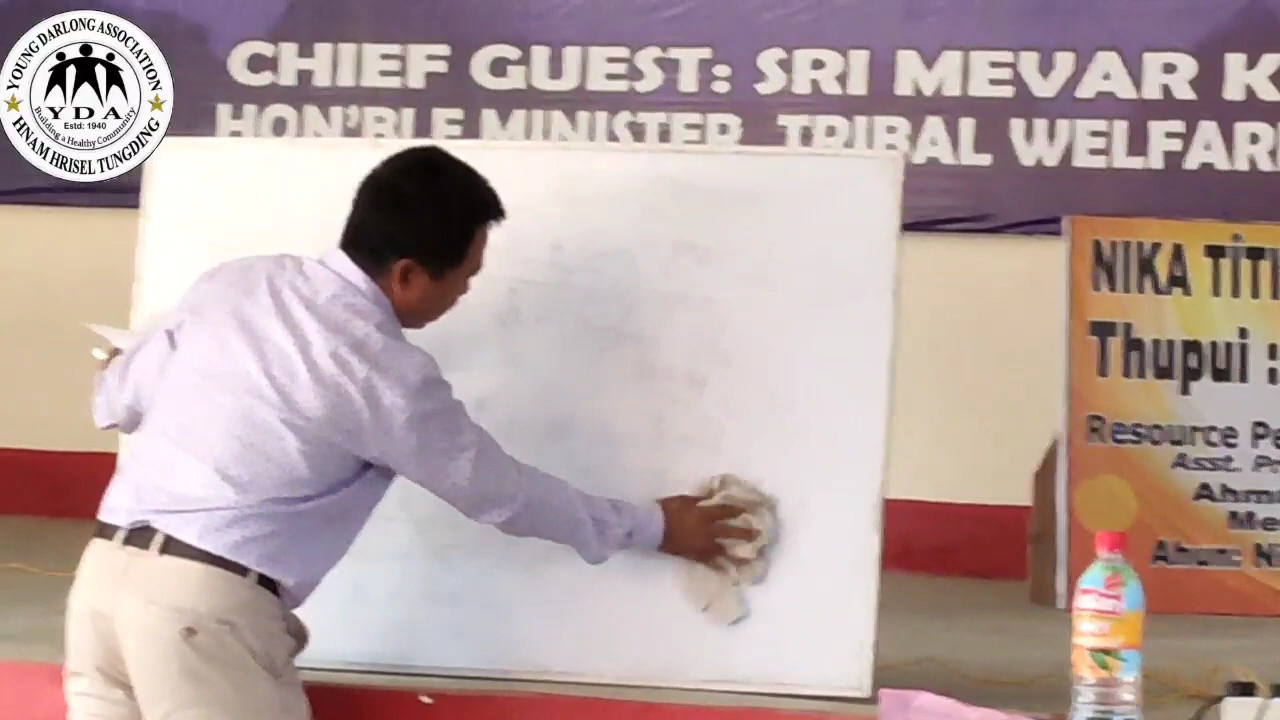 YOUNG DARLONG ASSOCIATION
YDA
Estd: 1940
Building a Healthy Community
HNAM HRISEL TUNGDING
CHIEF GUEST: SRI MEVAR K
HON'BLE MINISTER, TRIBAL WELFAR
NIKA
Thupui :
Resource
Asst.